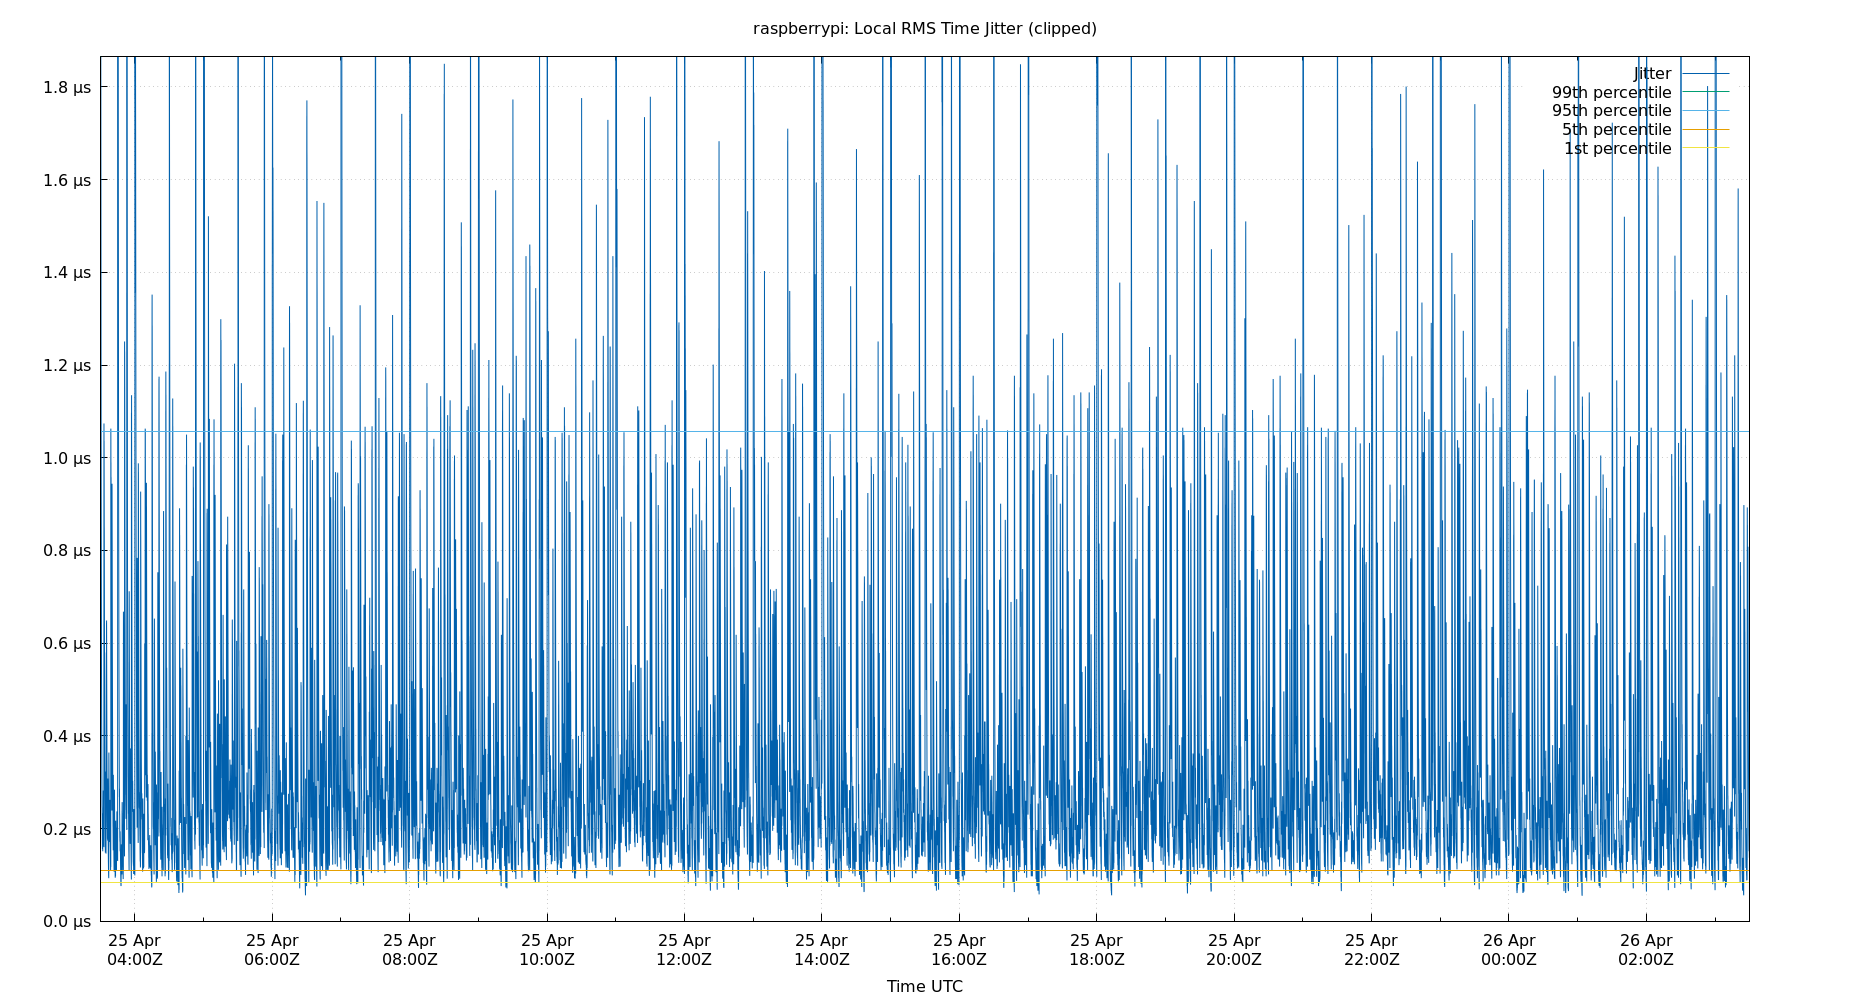 raspberrypi: Local RMS Time Jitter (clipped)
Jitter
99th percentile
95th percentile
5th percentile
1st percentile
1.8 µs
1.6 µs
1.4 µs
1.2 µs
1.0 µs
0.8 µs
0.6 µs
0.4 µs
0.2 µs
0.0 µs
25 Apr 25 Apr 25 Apr 25 Apr 25 Apr 25 Apr 25 Apr 25 Apr 25 Apr 25 Apr 26 Apr 26 Apr
04:00Z 06:00Z 08:00Z 10:00Z 12:00Z 14:00Z 16:00Z 18:00Z 20:00Z 22:00Z 00:00Z 02:00Z
Time UTC